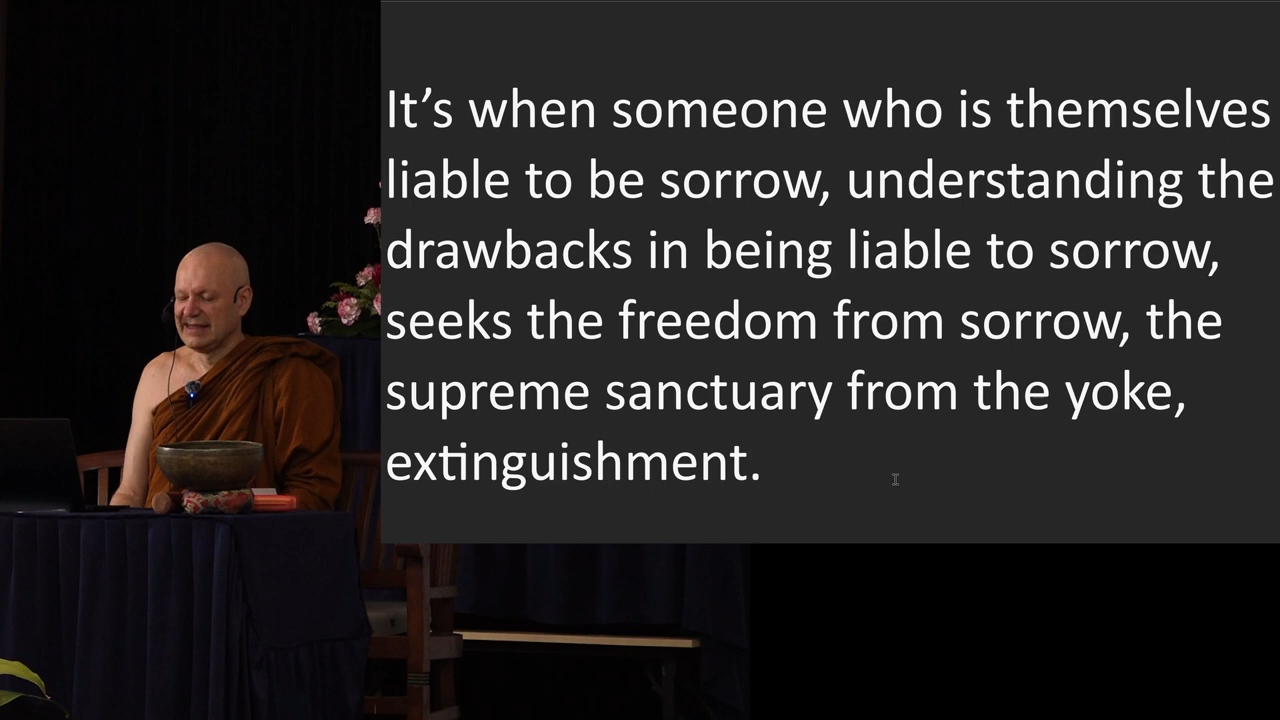 It’s when someone who is themselves
liable to be sorrow, understanding the
drawbacks in being liable to sorrow,
seeks the freedom from sorrow, the
supreme sanctuary from the yoke,
extinguishment.